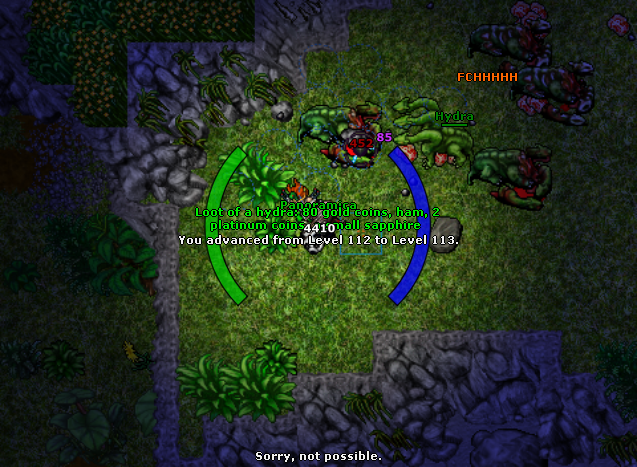 FCHHHHH
Hydra
452
85
Panoramica
Loot of a hydra: 80 gold coins, ham, 2
platinum coins, small sapphire
4410
You advanced from Level 112 to Level 113.
Sorry, not possible.